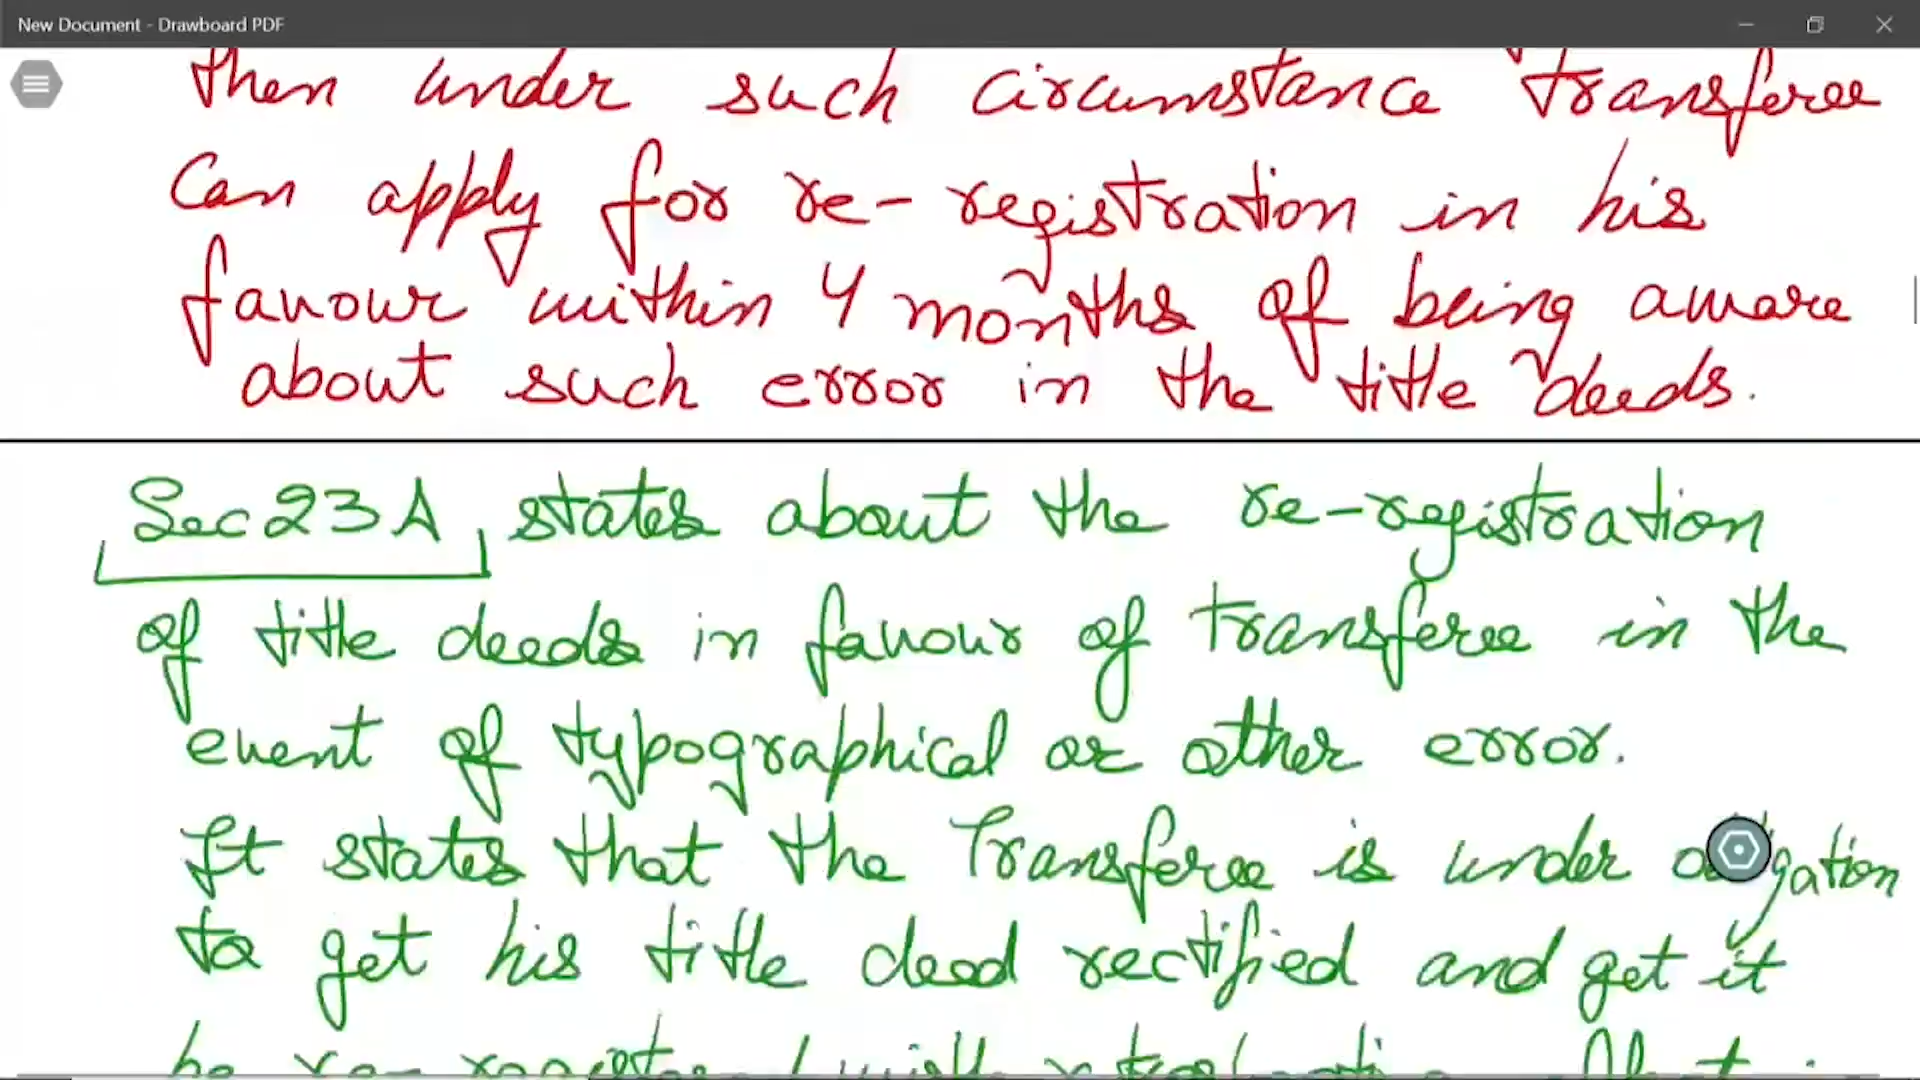 New Document - Drawboard PDF
then under such circumstance transferee
can apply for re-registration in his
favour within 4 months of being aware
about such error in the title deeds.
Sec 23A states about the re-registration
of title deeds in favour of transferee in the
event of typographical or other error.
It states that the Transferee is under
to get his title deed rectified and get it